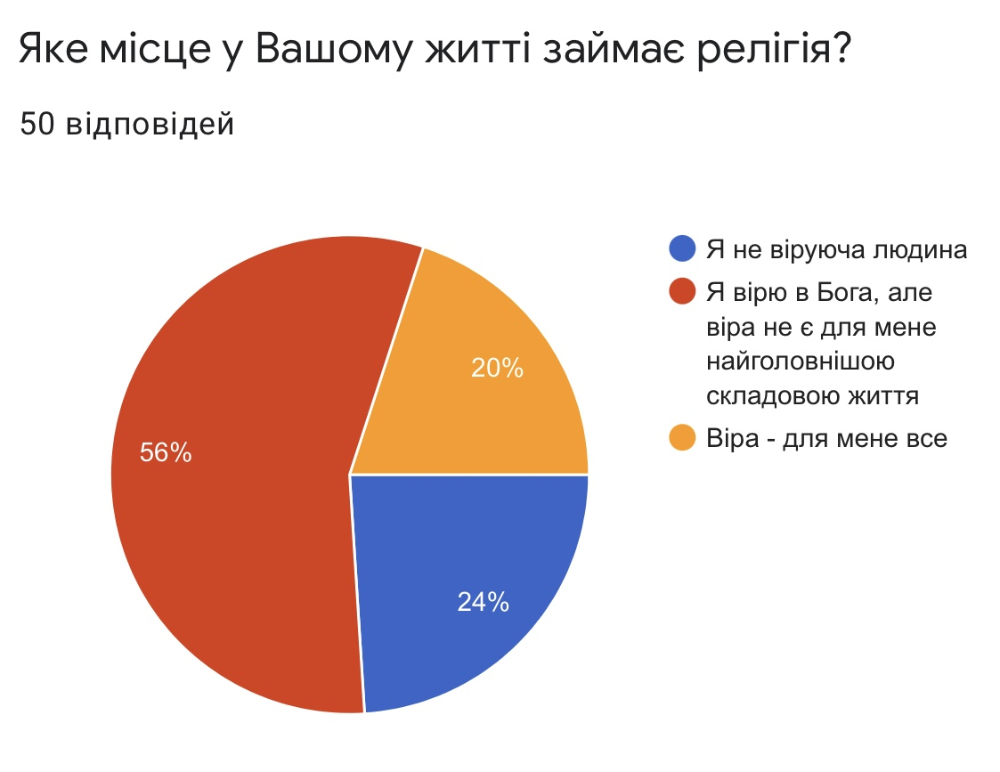 Яке місце у Вашому житті займає релігія?
50 відповідей
Я не віруюча людина
Я вірю в Бога, але
віра не є для мене
найголовнішою
складовою життя
Віра - для мене все
20%
56%
24%